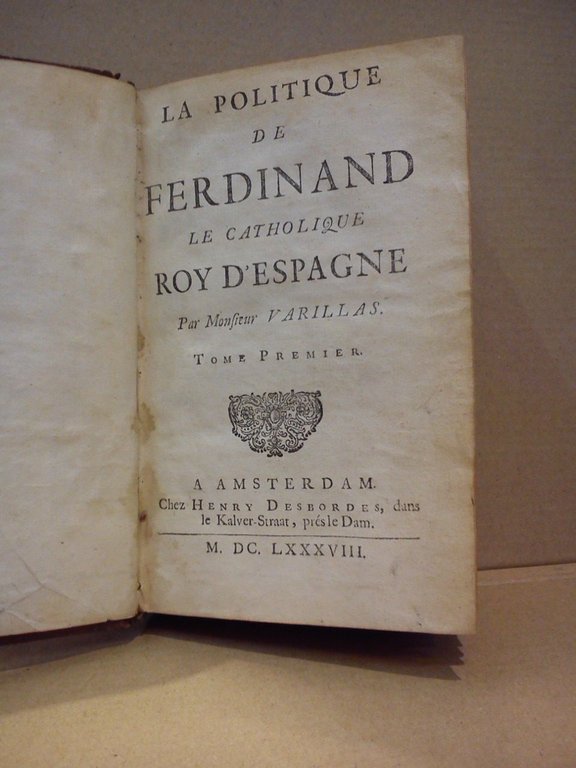 LA POLITIQUE
DE
FERDINAND
LE CATHOLIQUE
ROY D'ESPAGNE
Par Monſieur VARILLAS.
TOME PREMIER.
A AMSTERDAM.
Chez HENRY DESBORDES, dans
le Kalver-Straat, prés le Dam.
M. DC. LXXXVIII.